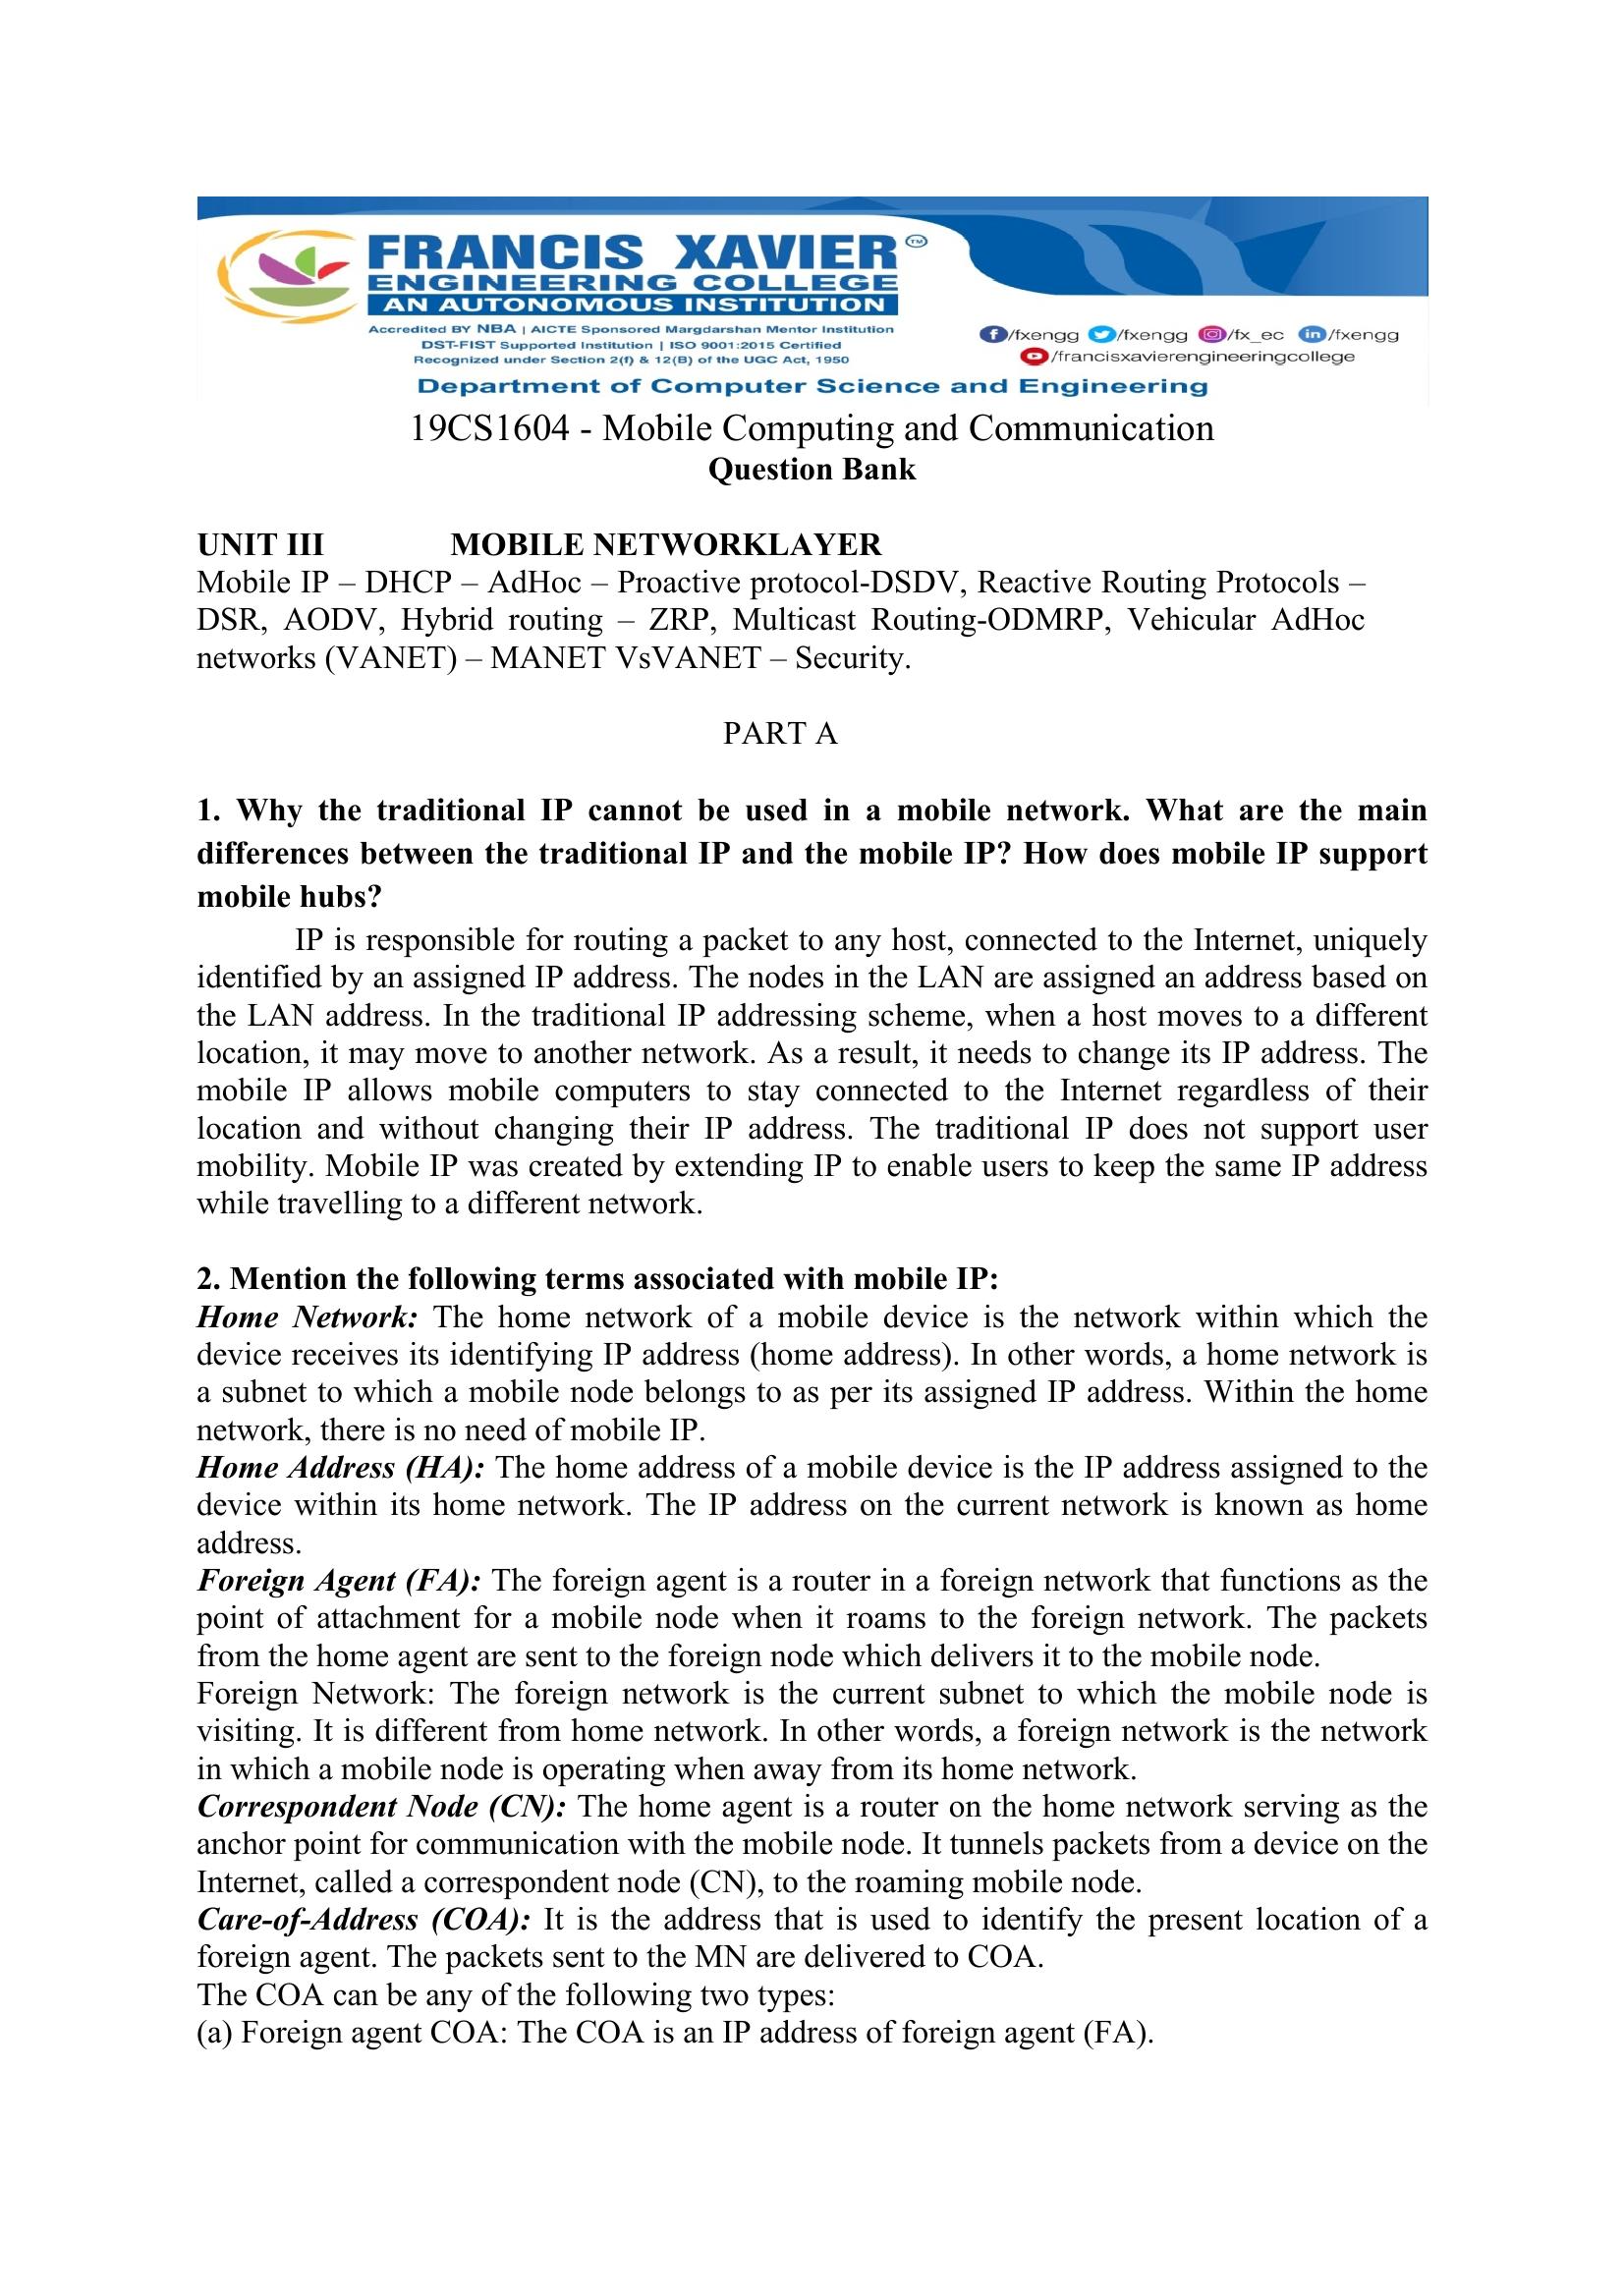 FRANCIS XAVIER TM
ENGINEERING COLLEGE
AN AUTONOMOUS INSTITUTION
Accredited BY NBA | AICTE Sponsored Margdarshan Mentor Institution
DST-FIST Supported Institution | ISO 9001:2015 Certified
Recognized under Section 2(f) & 12(B) of the UGC Act, 1950
/fxengg /fxengg /fx_ec /fxengg
/francisxavierengineeringcollege
Department of Computer Science and Engineering
19CS1604 - Mobile Computing and Communication
Question Bank
UNIT III MOBILE NETWORKLAYER
Mobile IP – DHCP – AdHoc – Proactive protocol-DSDV, Reactive Routing Protocols –
DSR, AODV, Hybrid routing – ZRP, Multicast Routing-ODMRP, Vehicular AdHoc
networks (VANET) – MANET VsVANET – Security.
PART A
1. Why the traditional IP cannot be used in a mobile network. What are the main
differences between the traditional IP and the mobile IP? How does mobile IP support
mobile hubs?
IP is responsible for routing a packet to any host, connected to the Internet, uniquely
identified by an assigned IP address. The nodes in the LAN are assigned an address based on
the LAN address. In the traditional IP addressing scheme, when a host moves to a different
location, it may move to another network. As a result, it needs to change its IP address. The
mobile IP allows mobile computers to stay connected to the Internet regardless of their
location and without changing their IP address. The traditional IP does not support user
mobility. Mobile IP was created by extending IP to enable users to keep the same IP address
while travelling to a different network.
2. Mention the following terms associated with mobile IP:
Home Network: The home network of a mobile device is the network within which the
device receives its identifying IP address (home address). In other words, a home network is
a subnet to which a mobile node belongs to as per its assigned IP address. Within the home
network, there is no need of mobile IP.
Home Address (HA): The home address of a mobile device is the IP address assigned to the
device within its home network. The IP address on the current network is known as home
address.
Foreign Agent (FA): The foreign agent is a router in a foreign network that functions as the
point of attachment for a mobile node when it roams to the foreign network. The packets
from the home agent are sent to the foreign node which delivers it to the mobile node.
Foreign Network: The foreign network is the current subnet to which the mobile node is
visiting. It is different from home network. In other words, a foreign network is the network
in which a mobile node is operating when away from its home network.
Correspondent Node (CN): The home agent is a router on the home network serving as the
anchor point for communication with the mobile node. It tunnels packets from a device on the
Internet, called a correspondent node (CN), to the roaming mobile node.
Care-of-Address (COA): It is the address that is used to identify the present location of a
foreign agent. The packets sent to the MN are delivered to COA.
The COA can be any of the following two types:
(a) Foreign agent COA: The COA is an IP address of foreign agent (FA).